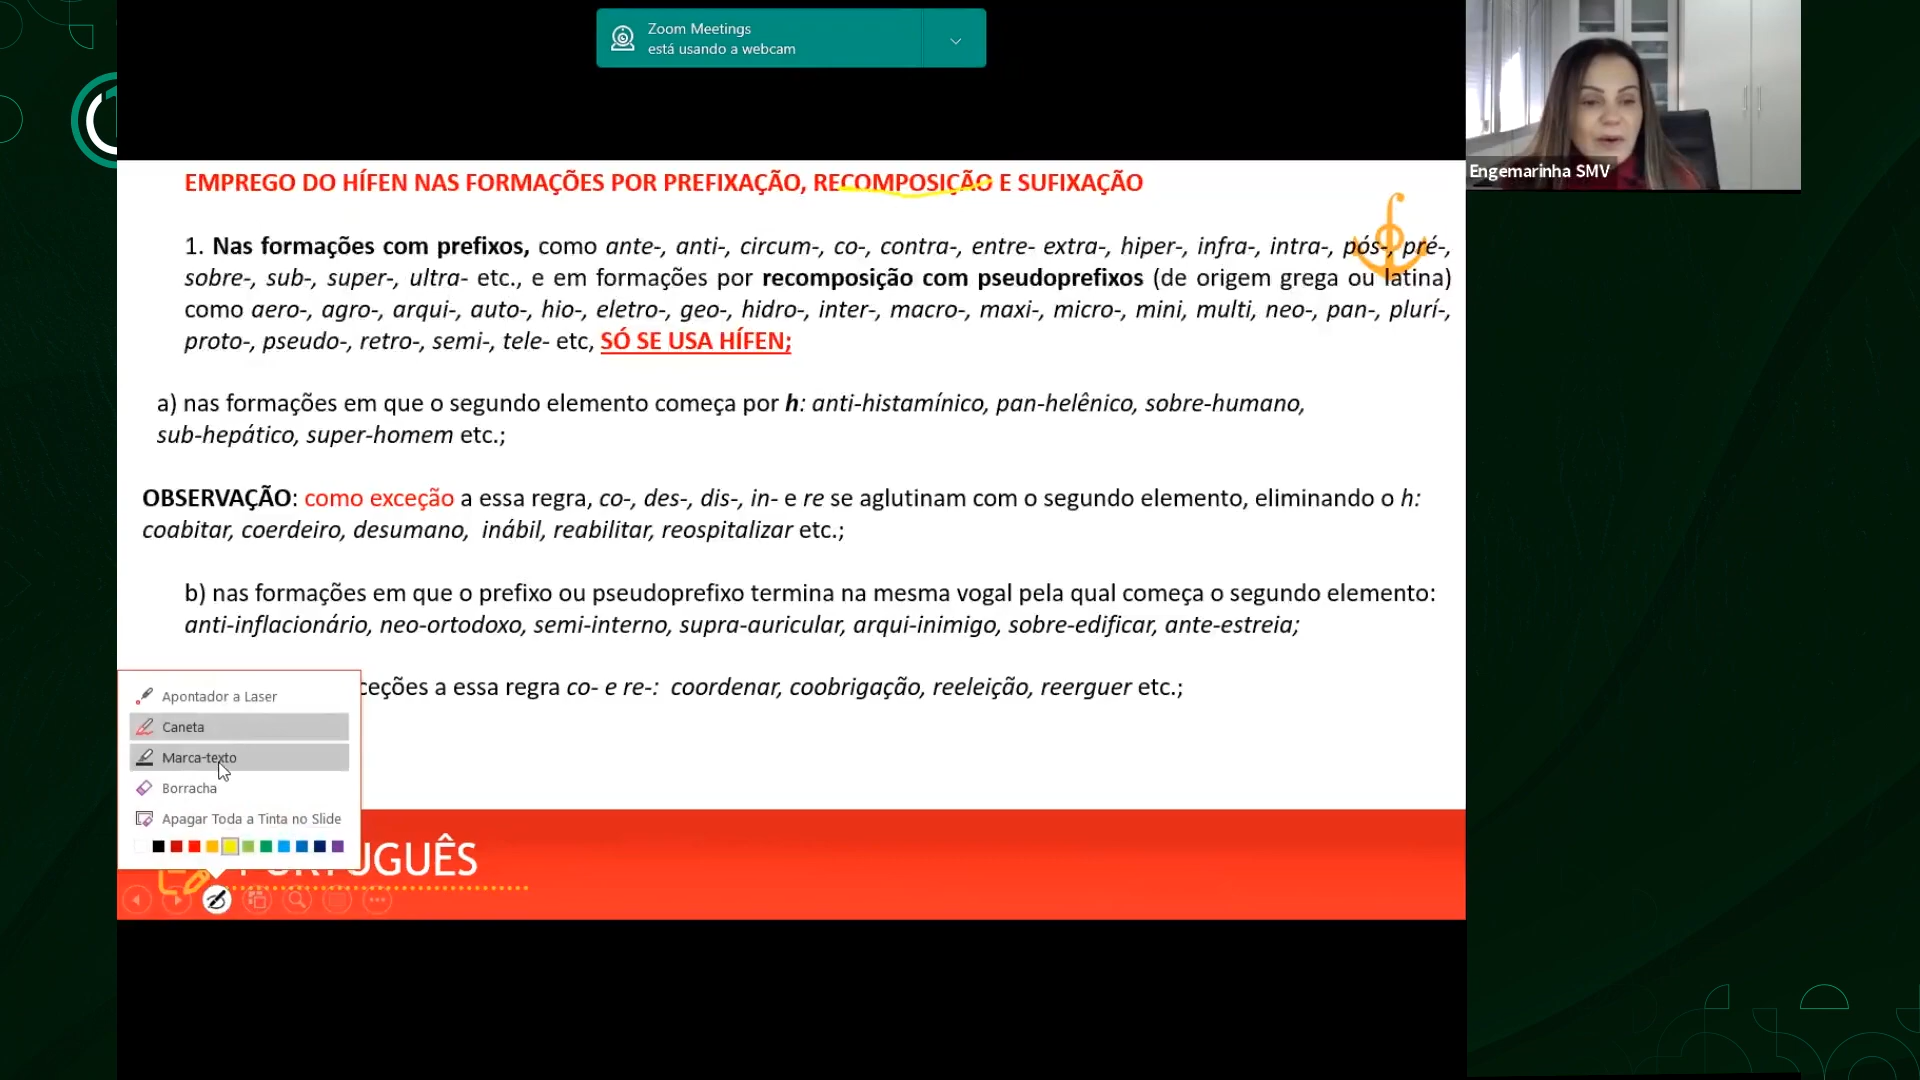 Zoom Meetings
está usando a webcam
Engemarinha SMV
EMPREGO DO HÍFEN NAS FORMAÇÕES POR PREFIXAÇÃO, RECOMPOSIÇÃO E SUFIXAÇÃO
1. Nas formações com prefixos, como ante-, anti-, circum-, co-, contra-, entre- extra-, hiper-, infra-, intra-, pós-, pré-,
sobre-, sub-, super-, ultra- etc., e em formações por recomposição com pseudoprefixos (de origem grega ou latina)
como aero-, agro-, arqui-, auto-, hio-, eletro-, geo-, hidro-, inter-, macro-, maxi-, micro-, mini, multi, neo-, pan-, plurí-,
proto-, pseudo-, retro-, semi-, tele- etc, SÓ SE USA HÍFEN;
a) nas formações em que o segundo elemento começa por h: anti-histamínico, pan-helênico, sobre-humano,
sub-hepático, super-homem etc.;
OBSERVAÇÃO: como exceção a essa regra, co-, des-, dis-, in- e re se aglutinam com o segundo elemento, eliminando o h:
coabitar, coerdeiro, desumano, inábil, reabilitar, reospitalizar etc.;
b) nas formações em que o prefixo ou pseudoprefixo termina na mesma vogal pela qual começa o segundo elemento:
anti-inflacionário, neo-ortodoxo, semi-interno, supra-auricular, arqui-inimigo, sobre-edificar, ante-estreia;
ceções a essa regra co- e re-: coordenar, coobrigação, reeleição, reerguer etc.;
Apontador a Laser
Caneta
Marca-texto
Borracha
Apagar Toda a Tinta no Slide
UGUÊS